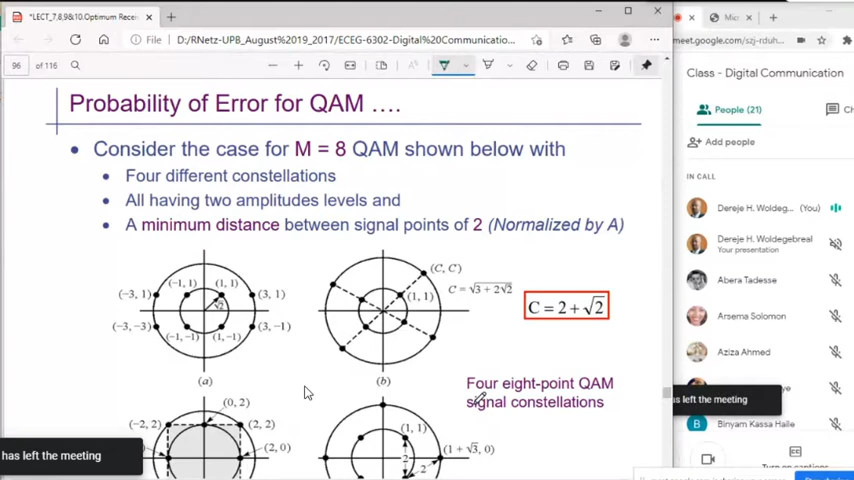 *LECT_7,8,9&10.Optimum Recei
Mic
File
D:/RNetz-UPB_August%2019_2017/ECEG-6302-Digital%20Communicatio...
meet.google.com/szj-rduh
96
of 116
Class - Digital Communication
Probability of Error for QAM ....
People (21)
Ch
Add people
• Consider the case for M = 8 QAM shown below with
• Four different constellations
IN CALL
• All having two amplitudes levels and
Dereje H. Woldeg... (You)
• A minimum distance between signal points of 2 (Normalized by A)
Dereje H. Woldegebreal
Your presentation
(C, C)
Abera Tadesse
(-1, 1)
(1, 1)
C = √3 + 2√2
(-3, 1)
(3, 1)
(1, 1)
√2
C = 2 + √2
Arsema Solomon
(-3, -3)
(3, -1)
(-1, -1)
(1, -1)
Aziza Ahmed
(a)
(b)
Four eight-point QAM
signal constellations
as left the meeting
(0, 2)
(-2, 2)
(2, 2)
(1, 1)
B
Binyam Kassa Haile
has left the meeting
(2, 0)
2
(1 + √3, 0)
2
Turn on captions